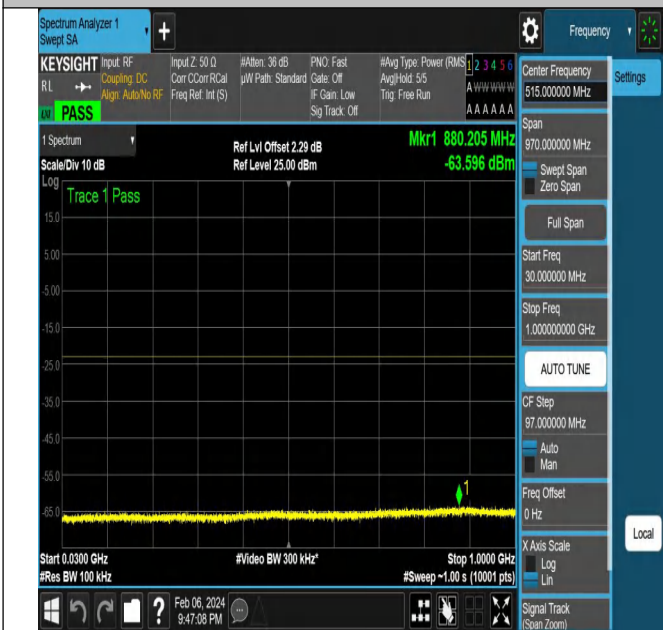 Spectrum Analyzer 1
Swept SA
+
Frequency
KEYSIGHT
RL
PASS
Input: RF
Coupling: DC
Align: Auto/No RF
Input Z: 50 Ω
Corr CCorr RCal
Freq Ref: Int (S)
#Atten: 36 dB
µW Path: Standard
PNO: Fast
Gate: Off
IF Gain: Low
Sig Track: Off
#Avg Type: Power (RMS
Avg|Hold: 5/5
Trig: Free Run
1 2 3 4 5 6
A W W W W W
A A A A A A
1 Spectrum
Scale/Div 10 dB
Ref Lvl Offset 2.29 dB
Ref Level 25.00 dBm
Mkr1 880.205 MHz
-63.596 dBm
Log
Trace 1 Pass
15.0
5.00
-5.00
-15.0
-25.0
-35.0
-45.0
-55.0
-65.0
1
Start 0.0300 GHz
#Res BW 100 kHz
#Video BW 300 kHz*
Stop 1.0000 GHz
#Sweep ~1.00 s (10001 pts)
?
Feb 06, 2024
9:47:08 PM
Center Frequency
515.000000 MHz
Settings
Span
970.000000 MHz
Swept Span
Zero Span
Full Span
Start Freq
30.000000 MHz
Stop Freq
1.000000000 GHz
AUTO TUNE
CF Step
97.000000 MHz
Auto
Man
Freq Offset
0 Hz
X Axis Scale
Log
Lin
Local
Signal Track
(Span Zoom)